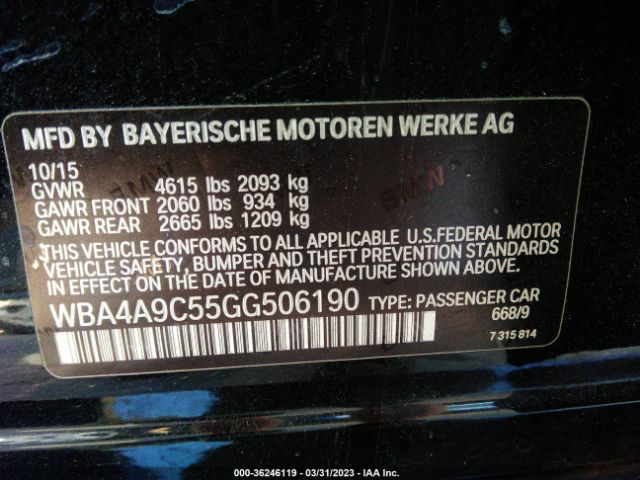 MFD BY BAYERISCHE MOTOREN WERKE AG
10/15
GVWR 4615 lbs 2093 kg
GAWR FRONT 2060 lbs 934 kg
GAWR REAR 2665 lbs 1209 kg
THIS VEHICLE CONFORMS TO ALL APPLICABLE U.S.FEDERAL MOTOR
VEHICLE SAFETY, BUMPER AND THEFT PREVENTION STANDARDS
IN EFFECT ON THE DATE OF MANUFACTURE SHOWN ABOVE.
WBA4A9C55GG506190 TYPE: PASSENGER CAR
668/9
7 315 814
000-36246119 - 03/31/2023 - IAA Inc.